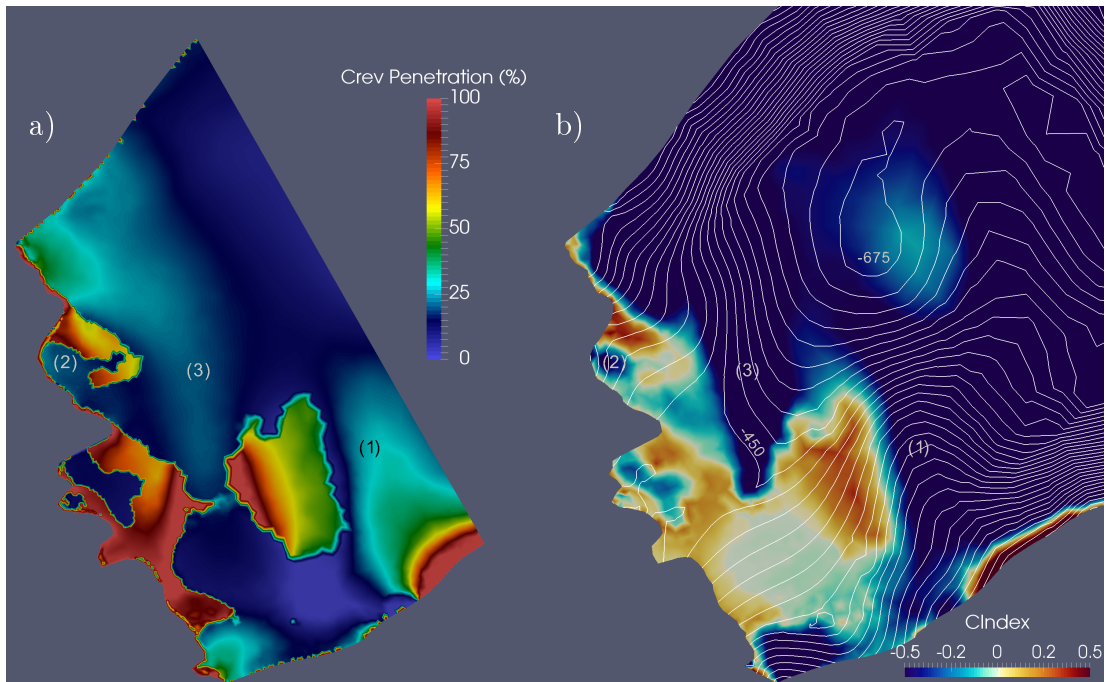 Crev Penetration (%)
100
75
50
25
0
a)
(2)
(3)
(1)
b)
-675
(2)
(3)
-450
(1)
CIndex
-0.5 -0.2 0 0.2 0.5